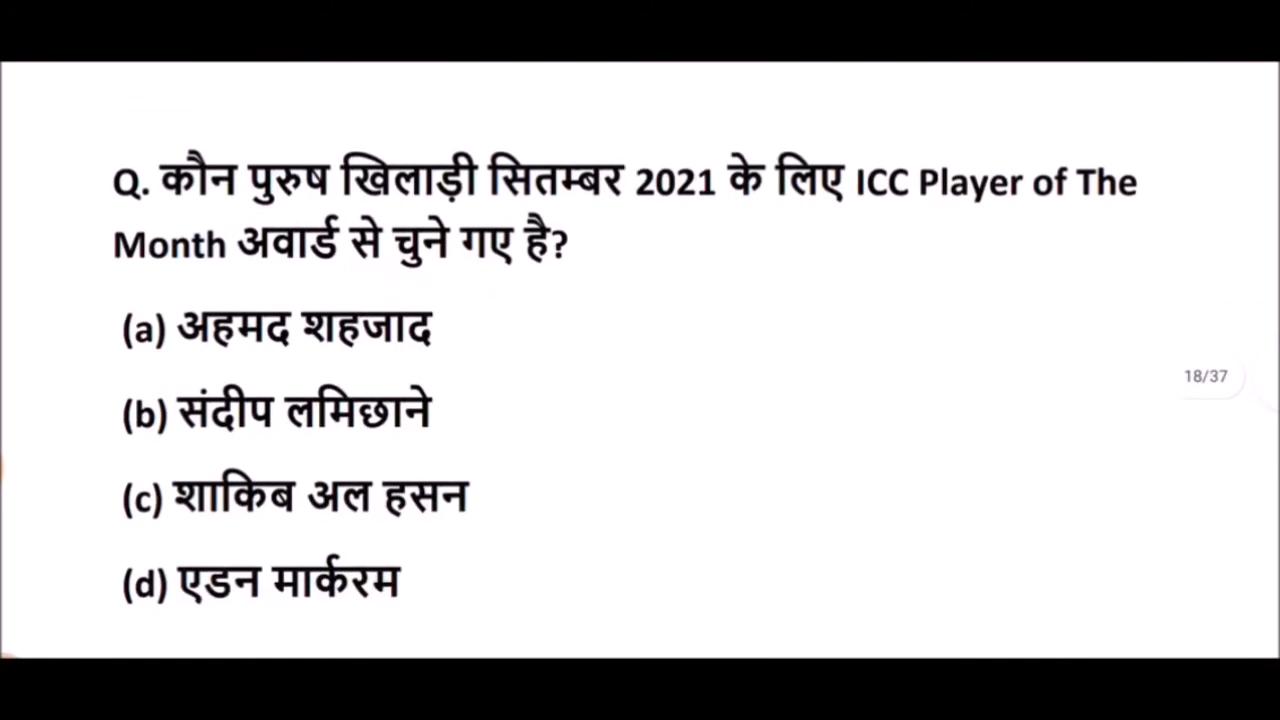 Q. कौन पुरुष खिलाड़ी सितम्बर 2021 के लिए ICC Player of The
Month अवार्ड से चुने गए है?
(a) अहमद शहजाद
18/37
(b) संदीप लमिछाने
(c) शाकिब अल हसन
(d) एडन मार्करम